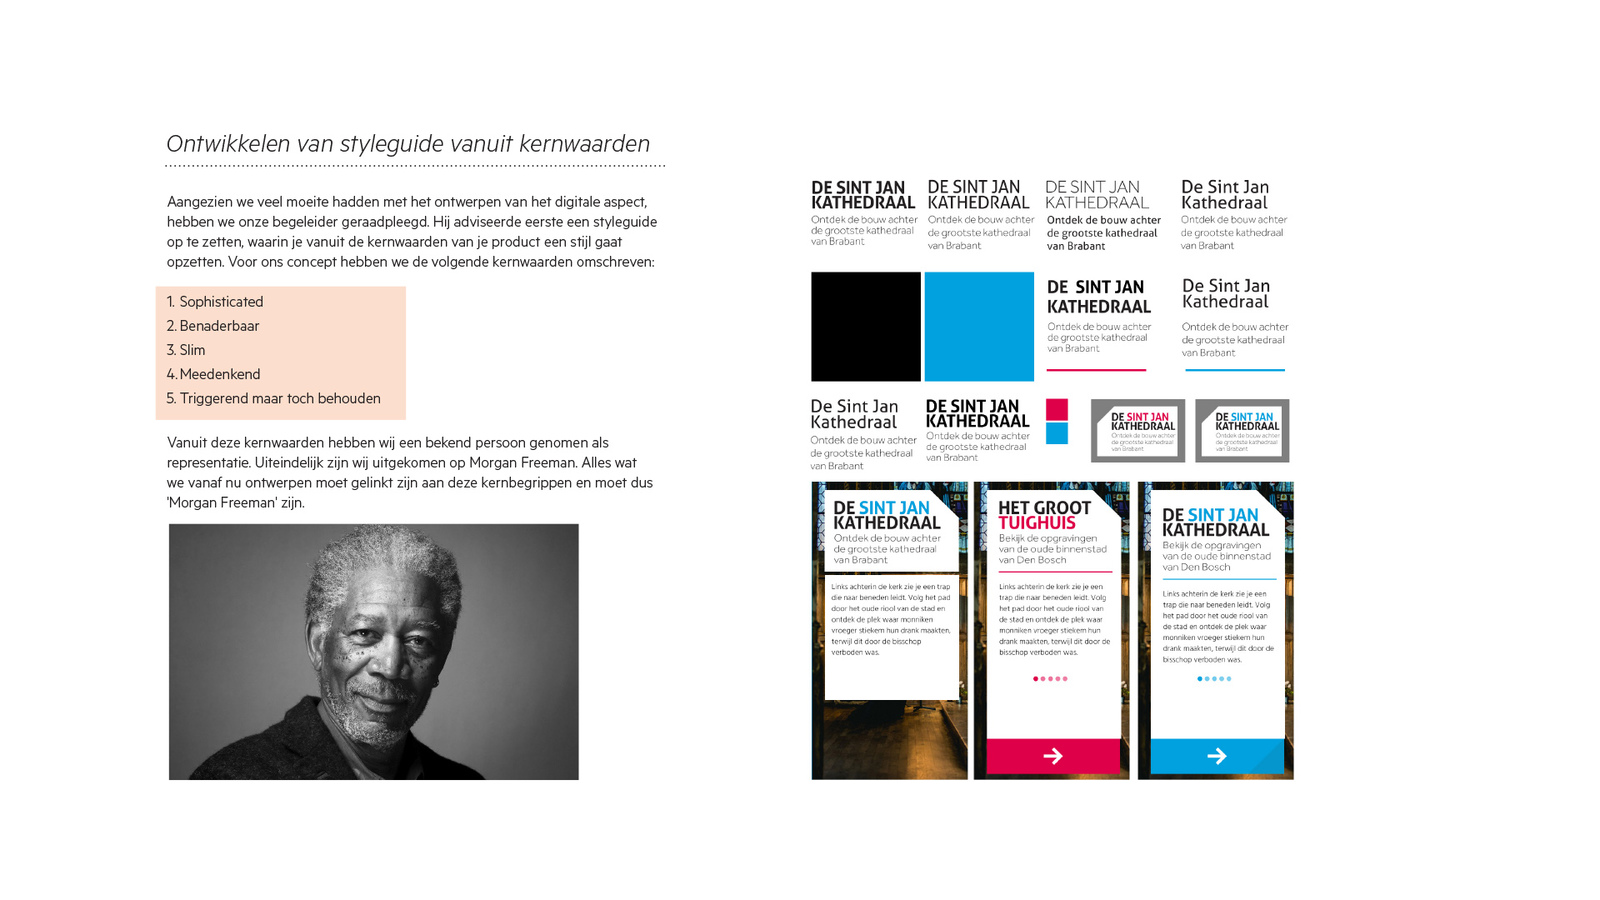 Ontwikkelen van styleguide vanuit kernwaarden
Aangezien we veel moeite hadden met het ontwerpen van het digitale aspect,
hebben we onze begeleider geraadpleegd. Hij adviseerde eerste een styleguide
op te zetten, waarin je vanuit de kernwaarden van je product een stijl gaat
opzetten. Voor ons concept hebben we de volgende kernwaarden omschreven:
1. Sophisticated
2. Benaderbaar
3. Slim
4. Meedenkend
5. Triggerend maar toch behouden
Vanuit deze kernwaarden hebben wij een bekend persoon genomen als
representatie. Uiteindelijk zijn wij uitgekomen op Morgan Freeman. Alles wat
we vanaf nu ontwerpen moet gelinkt zijn aan deze kernbegrippen en moet dus
'Morgan Freeman' zijn.
DE SINT JAN
KATHEDRAAL
Ontdek de bouw achter
de grootste kathedraal
van Brabant
DE SINT JAN
KATHEDRAAL
Ontdek de bouw achter
de grootste kathedraal
van Brabant
DE SINT JAN
KATHEDRAAL
Ontdek de bouw achter
de grootste kathedraal
van Brabant
De Sint Jan
Kathedraal
Ontdek de bouw achter
de grootste kathedraal
van Brabant
DE SINT JAN
KATHEDRAAL
Ontdek de bouw achter
de grootste kathedraal
van Brabant
De Sint Jan
Kathedraal
Ontdek de bouw achter
de grootste kathedraal
van Brabant
De Sint Jan
Kathedraal
Ontdek de bouw achter
de grootste kathedraal
van Brabant
DE SINT JAN
KATHEDRAAL
Ontdek de bouw achter
de grootste kathedraal
van Brabant
DE SINT JAN
KATHEDRAAL
Ontdek de bouw achter
de grootste kathedraal
van Brabant
DE SINT JAN
KATHEDRAAL
Ontdek de bouw achter
de grootste kathedraal
van Brabant
DE SINT JAN
KATHEDRAAL
Ontdek de bouw achter
de grootste kathedraal
van Brabant
Links achterin de kerk zie je een trap
die naar beneden leidt. Volg het pad
door het oude riool van de stad en
ontdek de plek waar monniken
vroeger stiekem hun drank maakten,
terwijl dit door de bisschop
verboden was.
HET GROOT
TUIGHUIS
Bekijk de opgravingen
van de oude binnenstad
van Den Bosch
Links achterin de kerk zie je een
trap die naar beneden leidt. Volg
het pad door het oude riool van
de stad en ontdek de plek waar
monniken vroeger stiekem hun
drank maakten, terwijl dit door de
bisschop verboden was.
DE SINT JAN
KATHEDRAAL
Bekijk de opgravingen
van de oude binnenstad
van Den Bosch
Links achterin de kerk zie je een
trap die naar beneden leidt. Volg
het pad door het oude riool van
de stad en ontdek de plek waar
monniken vroeger stiekem hun
drank maakten, terwijl dit door de
bisschop verboden was.